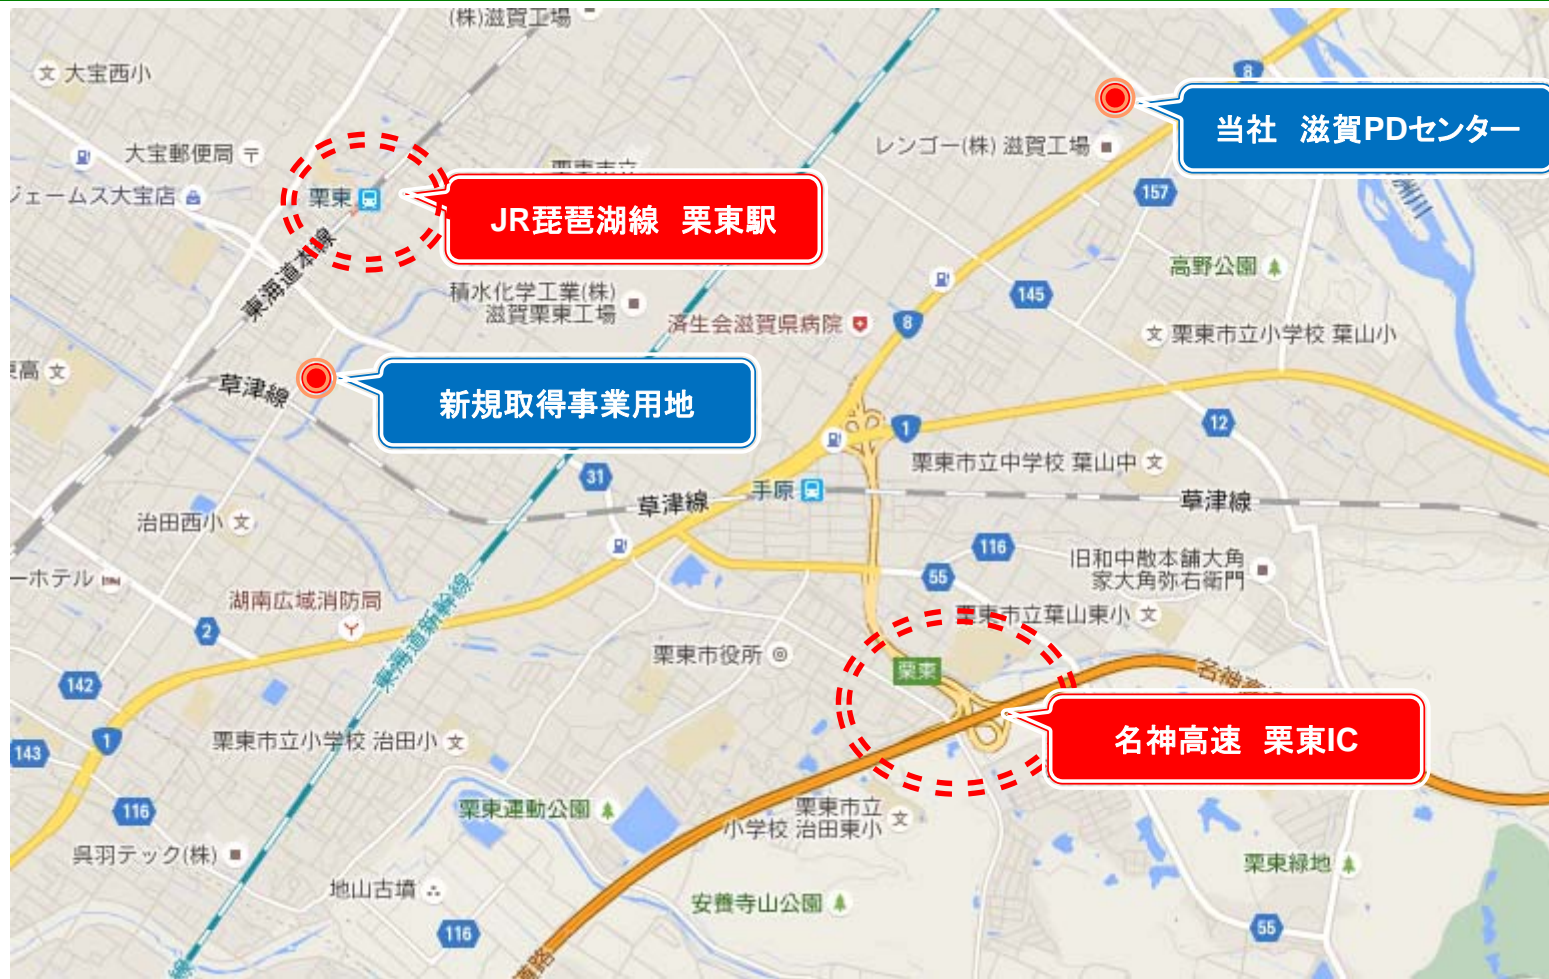 (株)滋賀工場
大宝西小
8
当社 滋賀PDセンター
大宝郵便局
レンゴー(株) 滋賀工場
栗東市立
ジェームス大宝店
栗東
157
JR琵琶湖線 栗東駅
高野公園
東海道本線
145
積水化学工業(株)
滋賀栗東工場
済生会滋賀県病院
8
栗東市立小学校 葉山小
高
草津線
新規取得事業用地
12
1
栗東市立中学校 葉山中
31
手原
草津線
草津線
治田西小
116
旧和中散本舗大角
家大角弥右衛門
55
ーホテル
湖南広域消防局
栗東市立葉山東小
2
東海道新幹線
栗東市役所
栗東
142
名神高
名神高速 栗東IC
1
143
栗東市立小学校 治田小
116
栗東運動公園
栗東市立
小学校 治田東小
呉羽テック(株)
栗東緑地
地山古墳
安養寺山公園
116
55
路